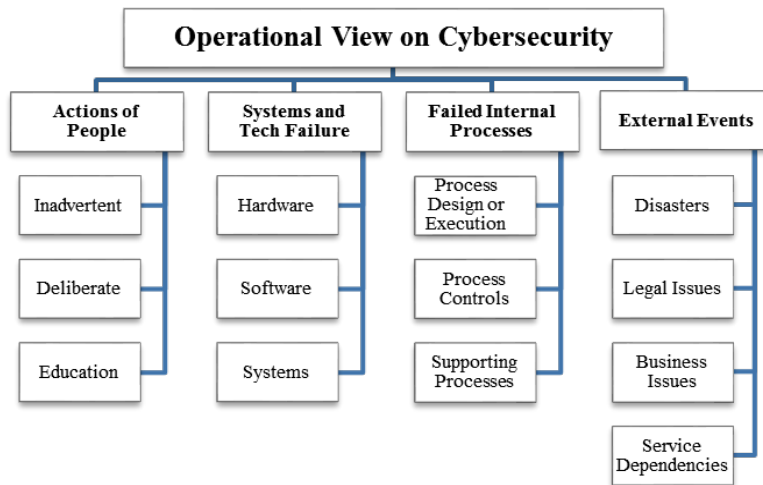 Operational View on Cybersecurity
Actions of
People
Inadvertent
Deliberate
Education
Systems and
Tech Failure
Hardware
Software
Systems
Failed Internal
Processes
Process
Design or
Execution
Process
Controls
Supporting
Processes
External Events
Disasters
Legal Issues
Business
Issues
Service
Dependencies